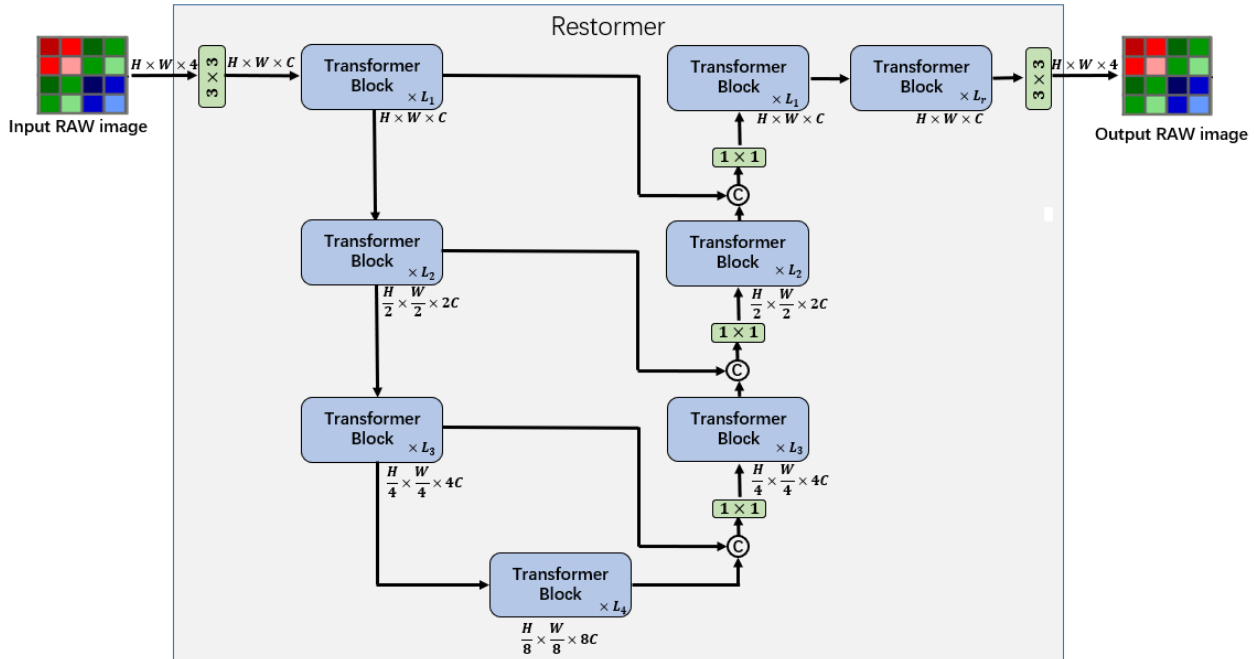 Restormer
H × W × 4
3 × 3
H × W × C
Input RAW image
Transformer
Block
× L₁
H × W × C
Transformer
Block
× L₂
H/2 × W/2 × 2C
Transformer
Block
× L₃
H/4 × W/4 × 4C
Transformer
Block
× L₄
H/8 × W/8 × 8C
C
1 × 1
Transformer
Block
× L₃
H/4 × W/4 × 4C
C
1 × 1
Transformer
Block
× L₂
H/2 × W/2 × 2C
C
1 × 1
Transformer
Block
× L₁
H × W × C
Transformer
Block
× Lᵣ
H × W × C
3 × 3
H × W × 4
Output RAW image